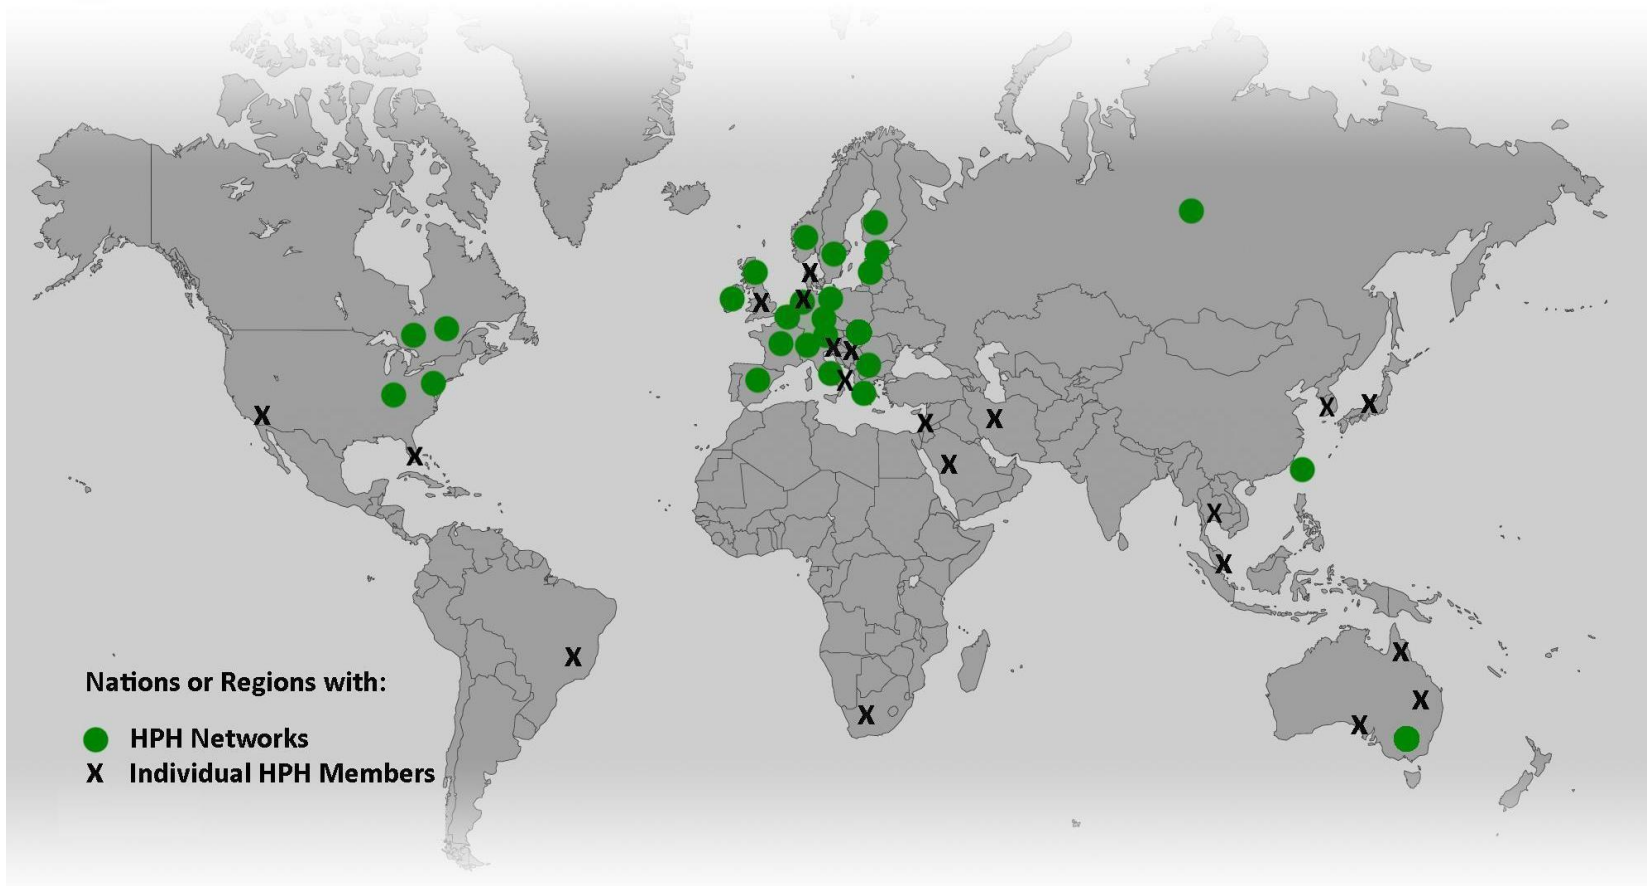 Nations or Regions with:
HPH Networks
X Individual HPH Members